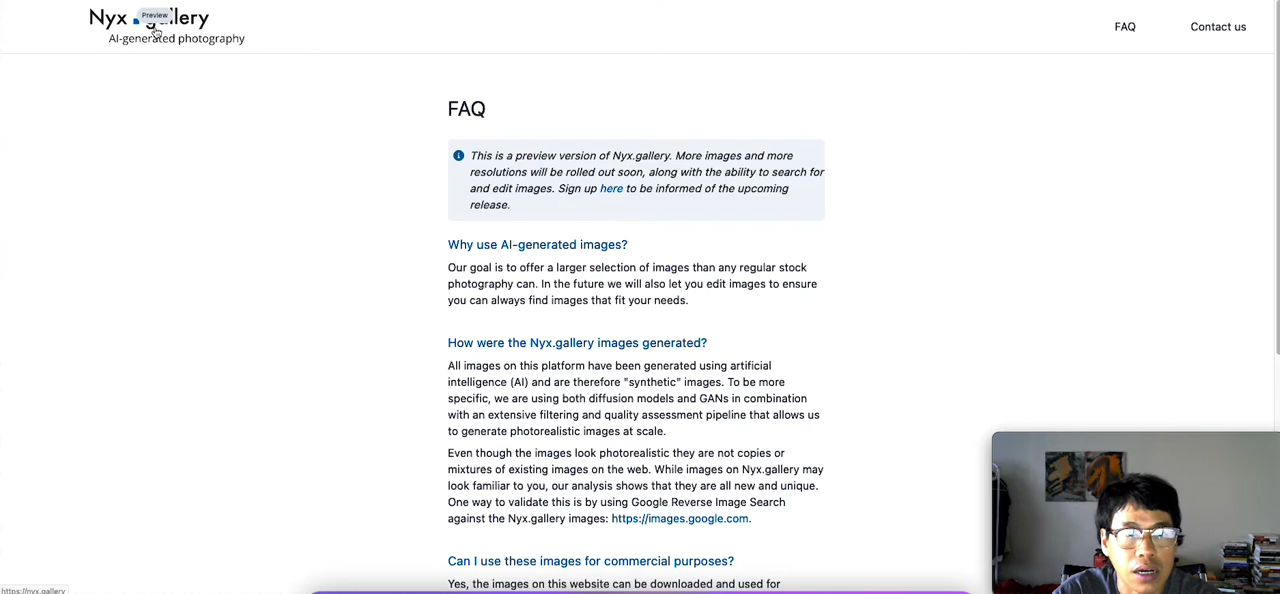 Nyx gallery
Preview
AI-generated photography
FAQ
Contact us
FAQ
This is a preview version of Nyx.gallery. More images and more
resolutions will be rolled out soon, along with the ability to search for
and edit images. Sign up here to be informed of the upcoming
release.
Why use AI-generated images?
Our goal is to offer a larger selection of images than any regular stock
photography can. In the future we will also let you edit images to ensure
you can always find images that fit your needs.
How were the Nyx.gallery images generated?
All images on this platform have been generated using artificial
intelligence (AI) and are therefore "synthetic" images. To be more
specific, we are using both diffusion models and GANs in combination
with an extensive filtering and quality assessment pipeline that allows us
to generate photorealistic images at scale.
Even though the images look photorealistic they are not copies or
mixtures of existing images on the web. While images on Nyx.gallery may
look familiar to you, our analysis shows that they are all new and unique.
One way to validate this is by using Google Reverse Image Search
against the Nyx.gallery images: https://images.google.com.
Can I use these images for commercial purposes?
Yes, the images on this website can be downloaded and used for
https://nyx.gallery